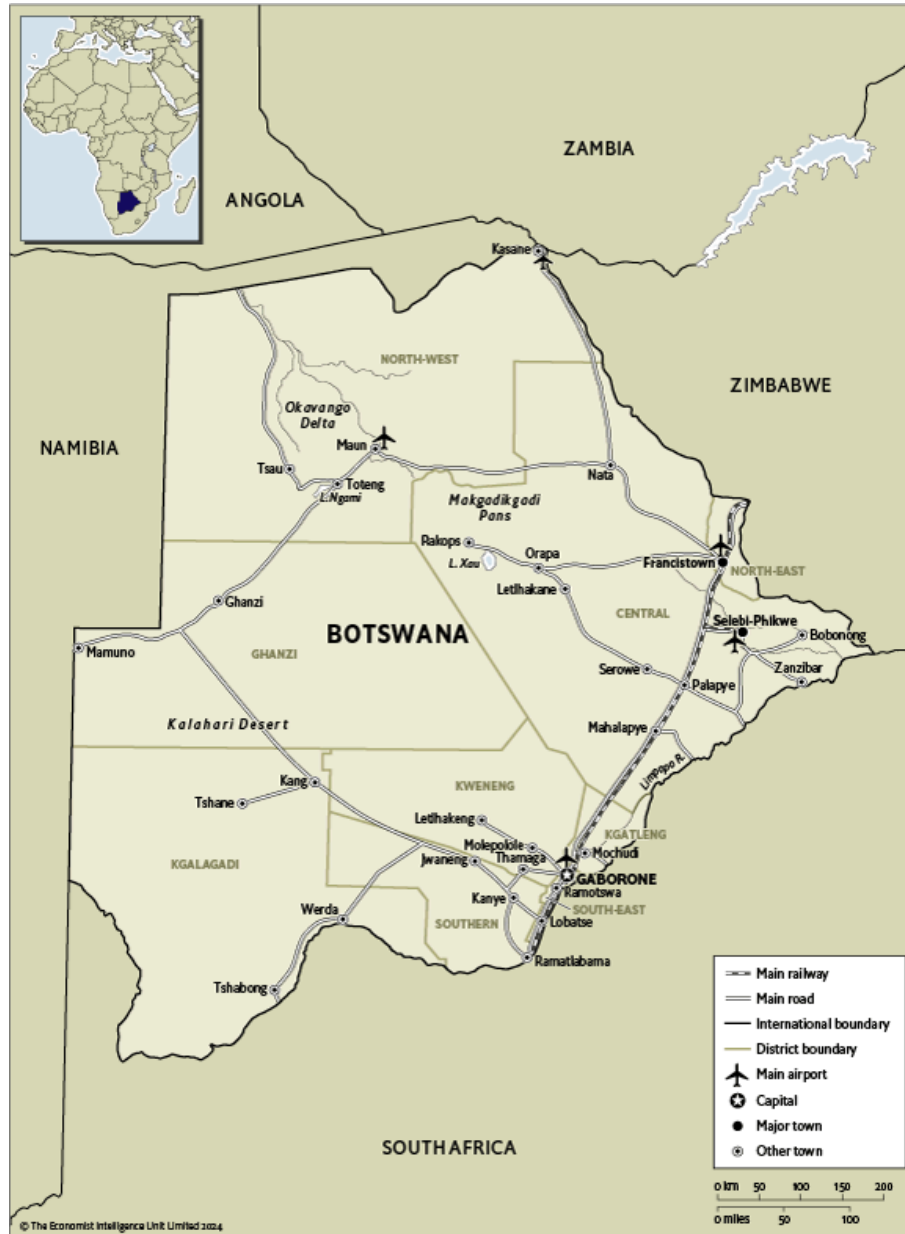 ZAMBIA
ANGOLA
Kasane
NORTH-WEST
ZIMBABWE
Okavango
Delta
NAMIBIA
Maun
Tsau
Toteng
L.Ngami
Nata
Makgadikgadi
Pans
Rakops
Orapa
L. Xau
Francistown
NORTH-EAST
Letlhakane
Ghanzi
CENTRAL
BOTSWANA
Selebi-Phikwe
Bobonong
Mamuno
GHANZI
Serowe
Zanzibar
Palapye
Kalahari Desert
Mahalapye
Limpopo R.
Kang
Tshane
KWENENG
Letlhakeng
KGATLENG
Molepolole
Mochudi
Thamaga
Jwaneng
KGALAGADI
GABORONE
Kanye
Ramotswa
SOUTH-EAST
Werda
SOUTHERN
Lobatse
Ramatlabama
Tshabong
SOUTH AFRICA
Main railway
Main road
International boundary
District boundary
Main airport
Capital
Major town
Other town
0 km 50 100 150 200
0 miles 50 100
© The Economist Intelligence Unit Limited 2024